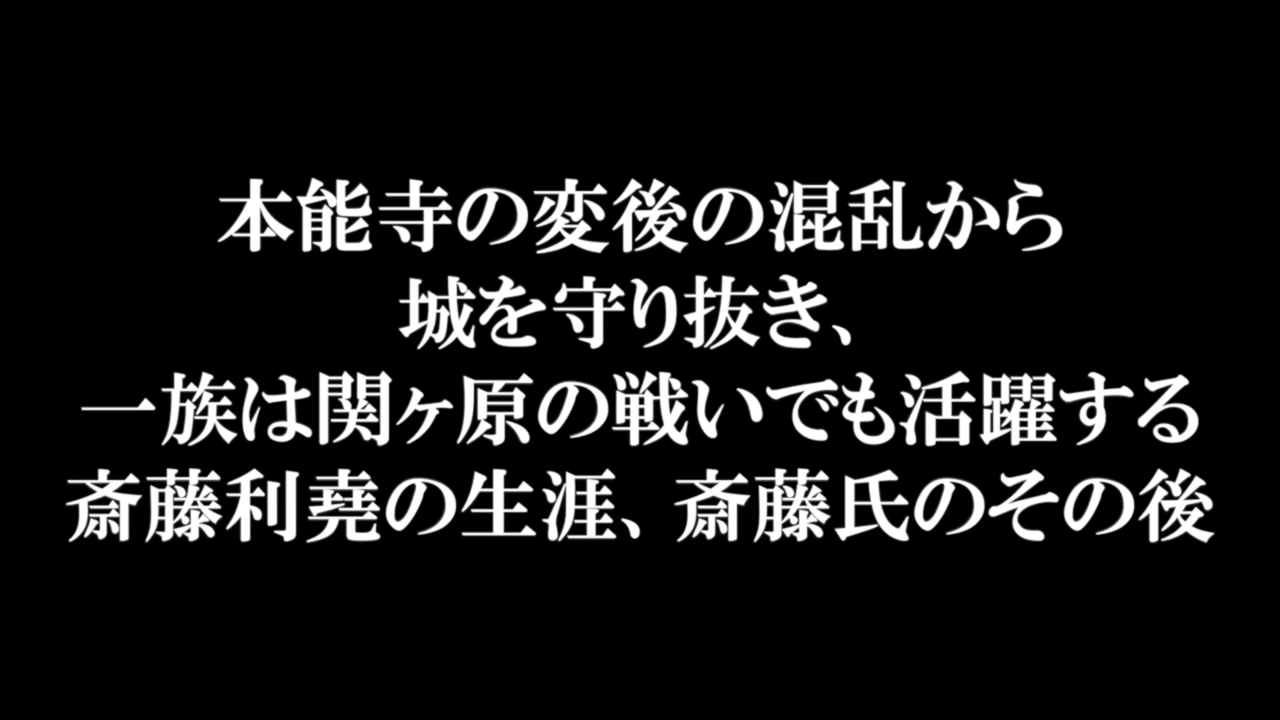 本能寺の変後の混乱から
城を守り抜き、
一族は関ヶ原の戦いでも活躍する
斎藤利堯の生涯、斎藤氏のその後